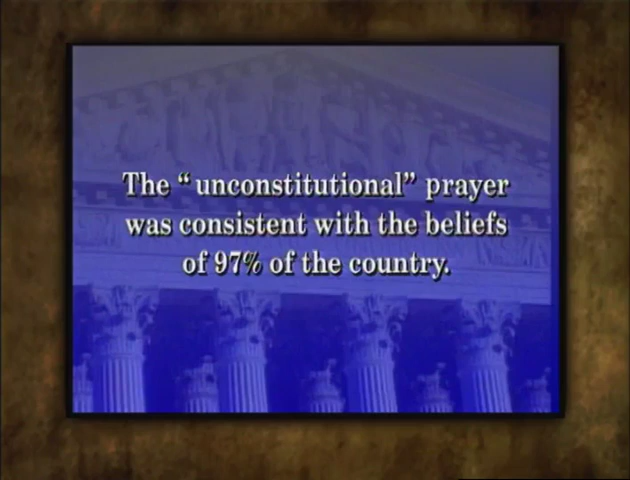 The “unconstitutional” prayer
was consistent with the beliefs
of 97% of the country.